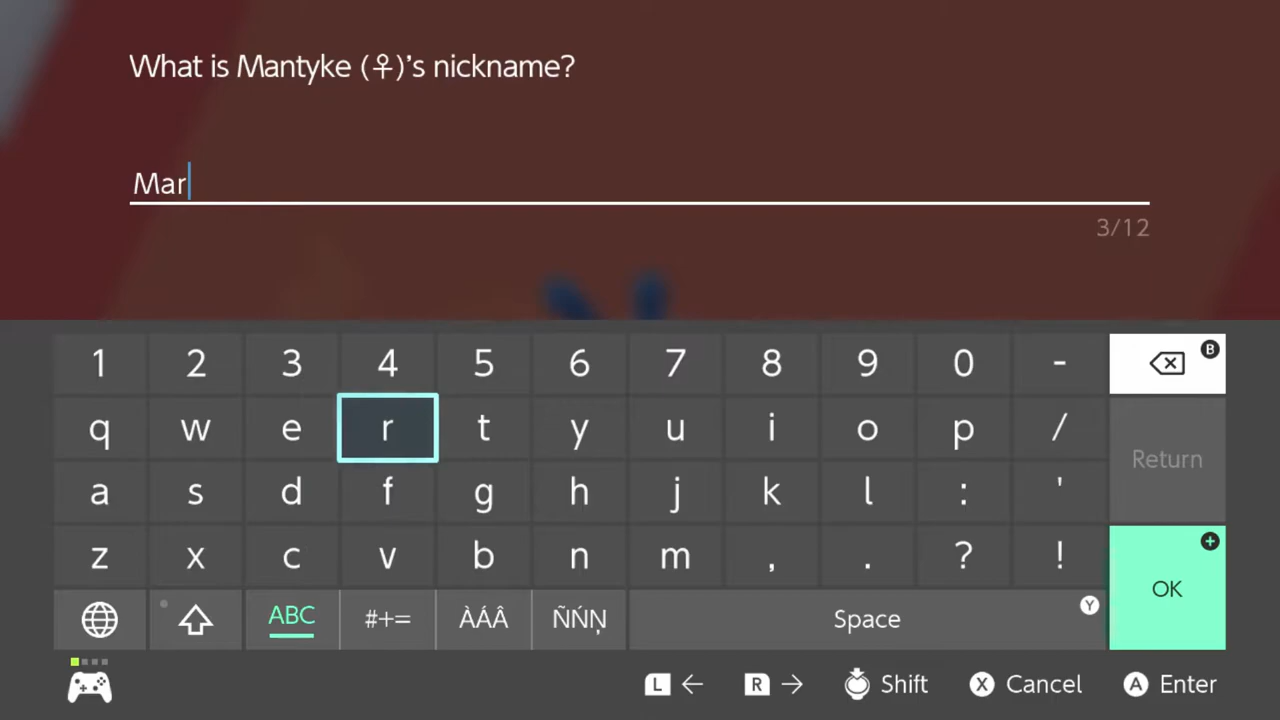 What is Mantyke (♀)'s nickname?
Mar
3/12
1 2 3 4 5 6 7 8 9 0 -
B
q w e r t y u i o p /
Return
a s d f g h j k l : '
z x c v b n m , . ? !
+
OK
ABC #+= ÀÁÂ ÑŃŅ Space Y
L ← R → Shift X Cancel A Enter